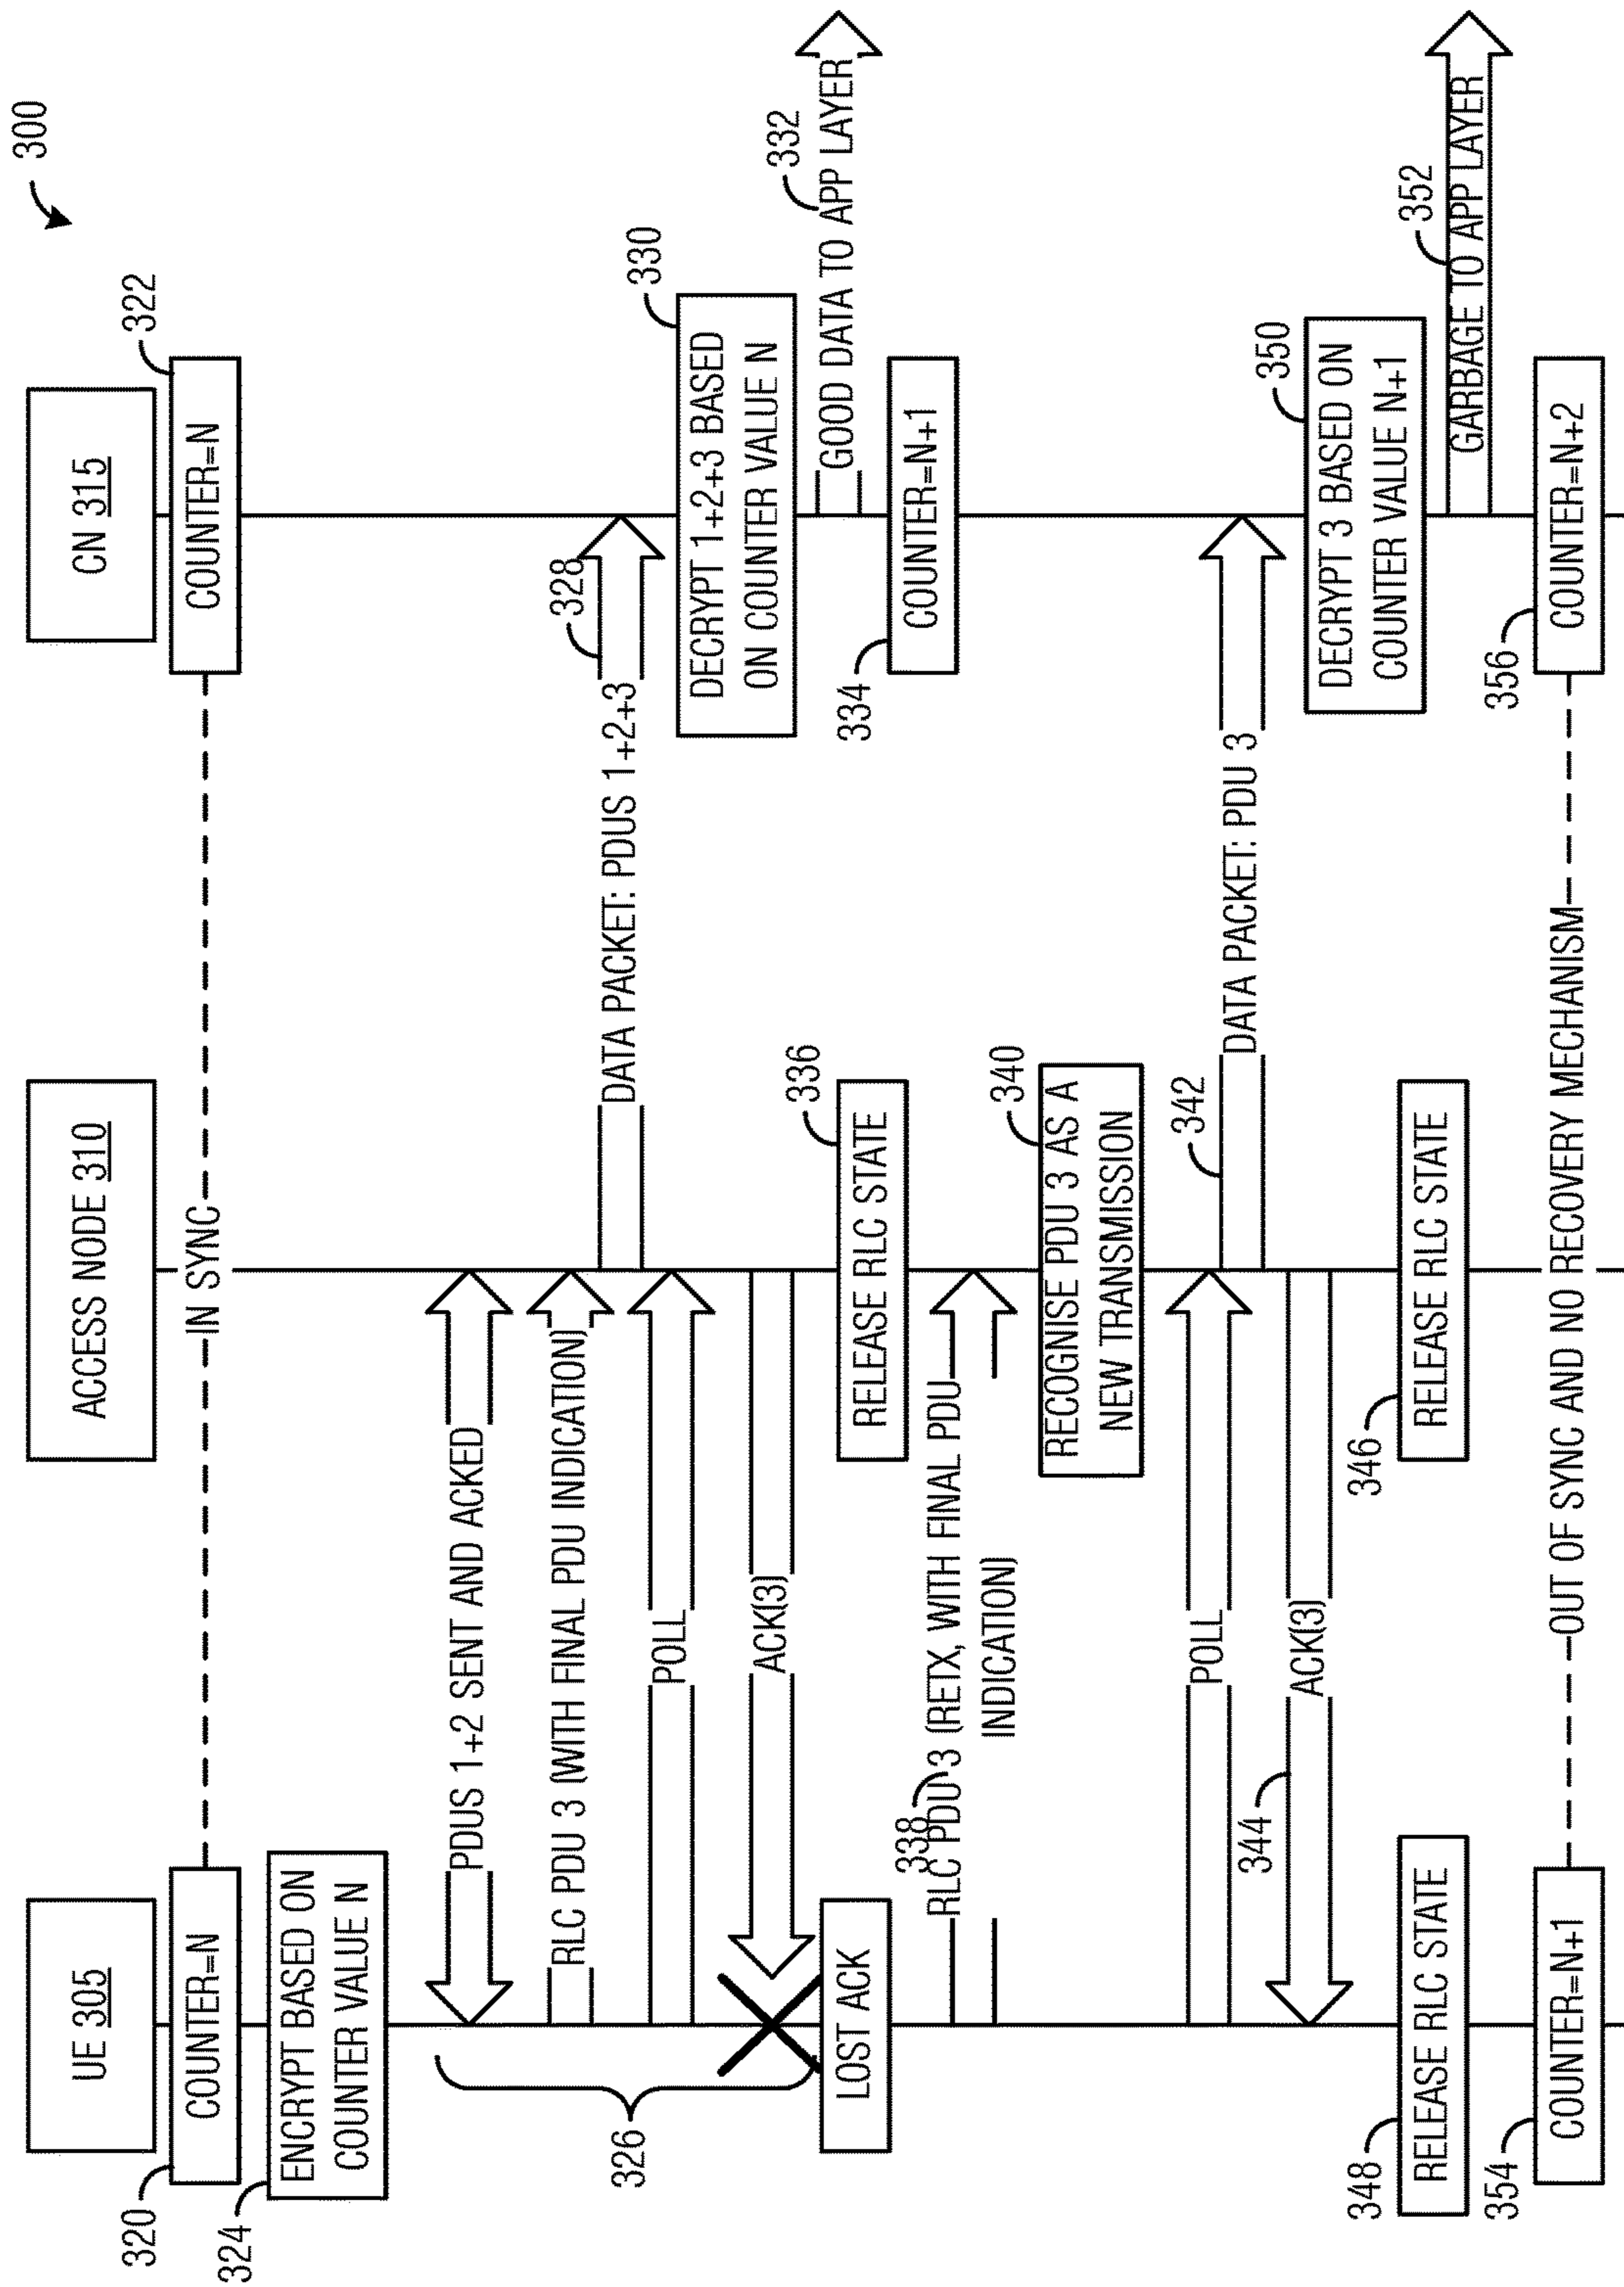 300
UE 305
ACCESS NODE 310
CN 315
320
COUNTER=N
IN SYNC
COUNTER=N
322
324
ENCRYPT BASED ON
COUNTER VALUE N
PDUS 1+2 SENT AND ACKED
326
RLC PDU 3 (WITH FINAL PDU INDICATION)
DATA PACKET: PDUS 1+2+3
328
POLL
DECRYPT 1+2+3 BASED
ON COUNTER VALUE N
330
ACK(3)
GOOD DATA TO APP LAYER
332
LOST ACK
RELEASE RLC STATE
336
COUNTER=N+1
334
338
RLC PDU 3 (RETX, WITH FINAL PDU
INDICATION)
RECOGNISE PDU 3 AS A
NEW TRANSMISSION
340
POLL
342
DATA PACKET: PDU 3
344
ACK(3)
DECRYPT 3 BASED ON
COUNTER VALUE N+1
350
348
RELEASE RLC STATE
346
RELEASE RLC STATE
GARBAGE TO APP LAYER
352
354
COUNTER=N+1
OUT OF SYNC AND NO RECOVERY MECHANISM
356
COUNTER=N+2